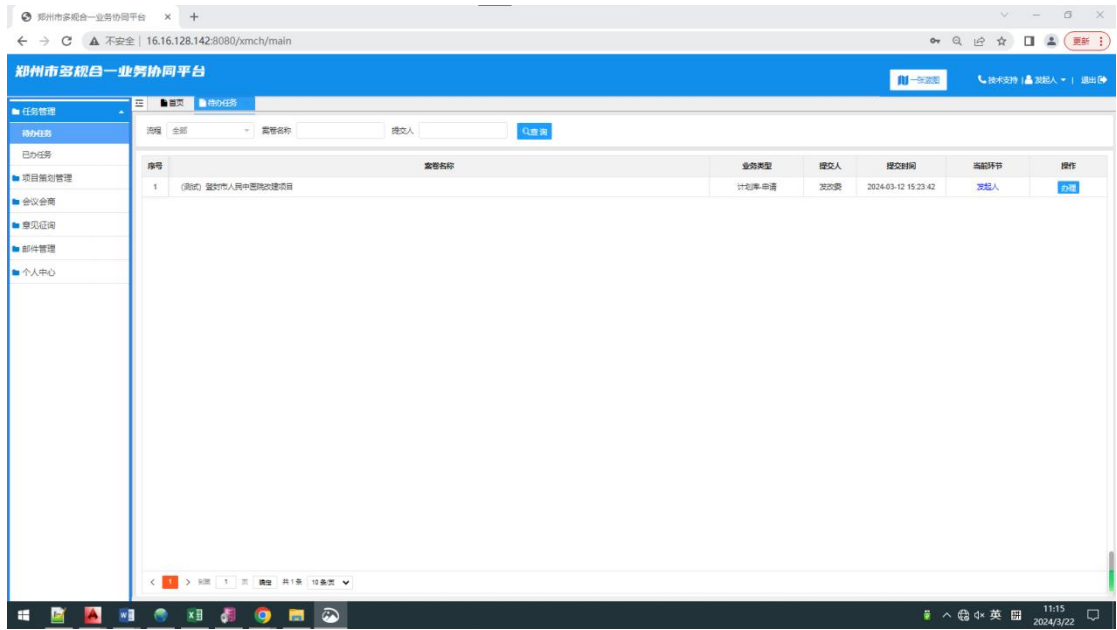 郑州市多规合一业务协同平台
不安全 | 16.16.128.142:8080/xmch/main
更新
郑州市多规合一业务协同平台
一张蓝图
技术支持 | 发起人 | 退出
任务管理
待办任务
已办任务
项目策划管理
会议会商
意见征询
邮件管理
个人中心
首页 待办任务
流程 全部 案卷名称 提交人 查询
序号 案卷名称 业务类型 提交人 提交时间 当前环节 操作
1 (测试) 登封市人民中医院改建项目 计划库-申请 发改委 2024-03-12 15:23:42 发起人 办理
< 1 > 到第 1 页 确定 共 1 条 10 条/页
英
11:15
2024/3/22